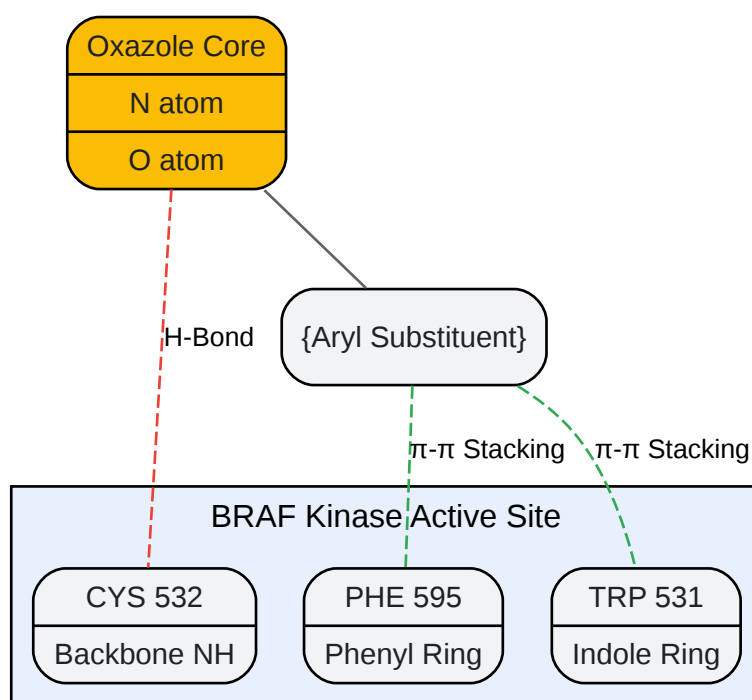 Oxazole Core
N atom
O atom
H-Bond
{Aryl Substituent}
π-π Stacking
π-π Stacking
BRAF Kinase Active Site
CYS 532
Backbone NH
PHE 595
Phenyl Ring
TRP 531
Indole Ring